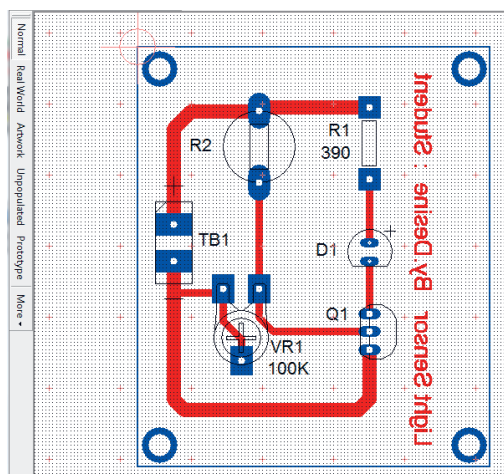 Normal Real World Artwork Unpopulated Prototype More
R1
390
R2
TB1
D1
Q1
VR1
100K
Light Sensor By.Desine : Student